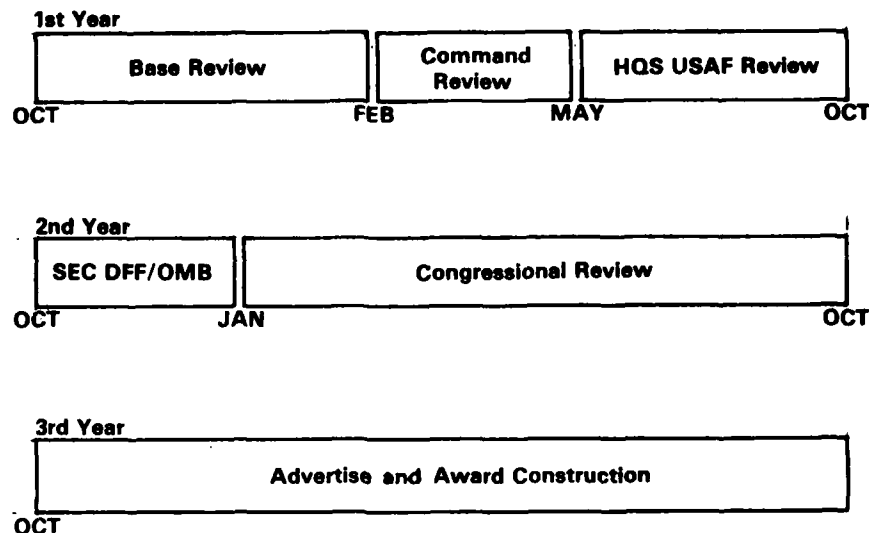 1st Year
Base Review
Command
Review
HQS USAF Review
OCT
FEB
MAY
OCT
2nd Year
SEC DFF/OMB
Congressional Review
OCT
JAN
OCT
3rd Year
Advertise and Award Construction
OCT